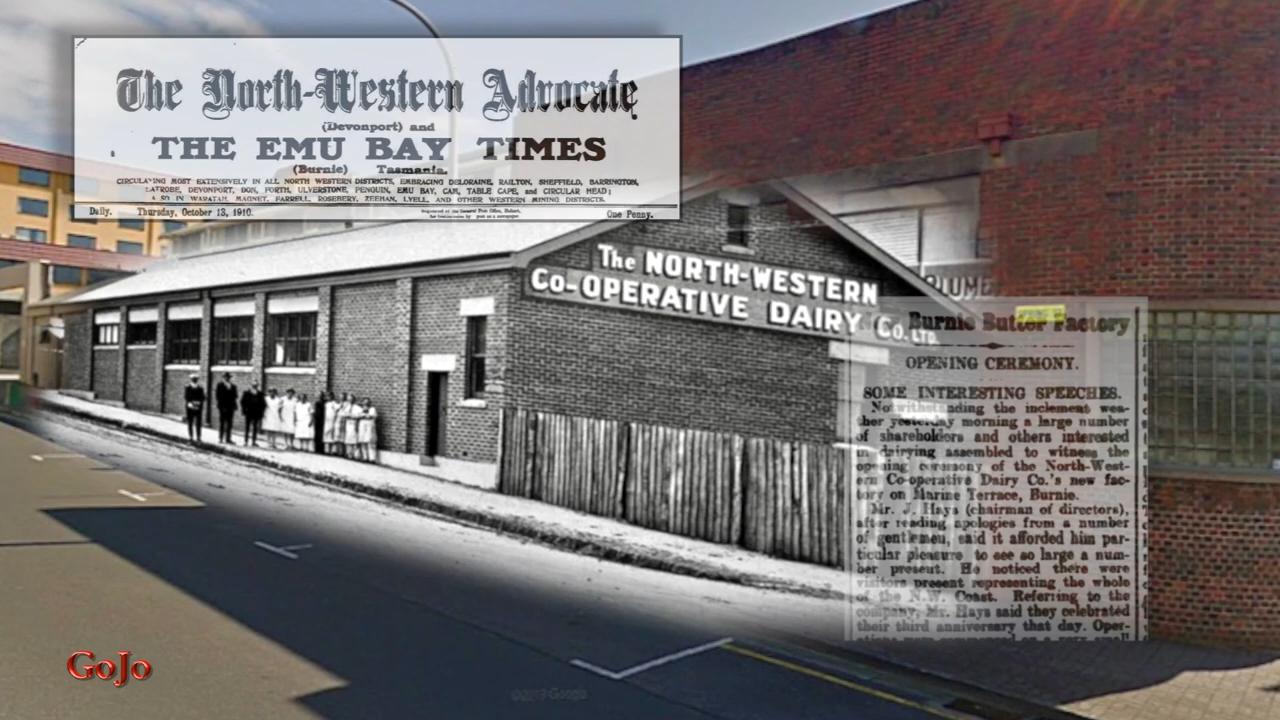 The North-Western Advocate
(Devonport) and
THE EMU BAY TIMES
(Burnie) Tasmania.
CIRCULATING MOST EXTENSIVELY IN ALL NORTH WESTERN DISTRICTS, EMBRACING DELORAINE, RAILTON, SHEFFIELD, BARRINGTON,
LATROBE, DEVONPORT, DON, FORTH, ULVERSTONE, PENGUIN, EMU BAY, CAM, TABLE CAPE, and CIRCULAR HEAD;
ALSO IN WARATAH, MAGNET, FARRELL, ROSEBERY, ZEEHAN, LYELL, AND OTHER WESTERN MINING DISTRICTS.
Daily. Thursday, October 13, 1910. One Penny.
The NORTH-WESTERN
CO-OPERATIVE DAIRY Co. LTD.
PLUME
Burnie Butter Factory
OPENING CEREMONY.
SOME INTERESTING SPEECHES.
Notwithstanding the inclement wea-
ther yesterday morning a large number
of shareholders and others interested
in dairying assembled to witness the
opening ceremony of the North-West-
ern Co-operative Dairy Co.'s new fac-
tory on Marine Terrace, Burnie.
Mr. J. Hays (chairman of directors),
after reading apologies from a number
of gentlemen, said it afforded him par-
ticular pleasure to see so large a num-
ber present. He noticed there were
visitors present representing the whole
of the N.W. Coast. Referring to the
company, Mr. Hays said they celebrated
their third anniversary that day. Oper-
GoJo
Google